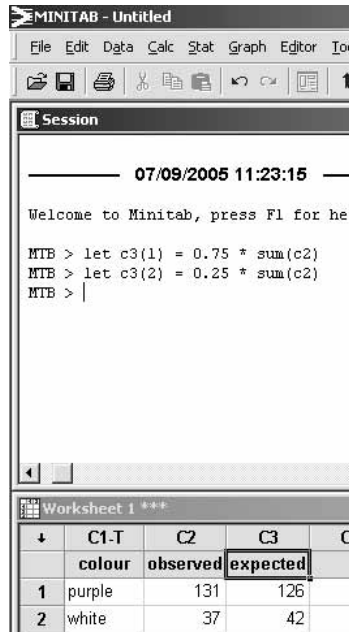 MINITAB - Untitled
File Edit Data Calc Stat Graph Editor
Session
07/09/2005 11:23:15
Welcome to Minitab, press F1 for
MTB > let c3(1) = 0.75 * sum(c2)
MTB > let c3(2) = 0.25 * sum(c2)
MTB >
Worksheet 1 ***
C1-T C2 C3
colour observed expected
1 purple 131 126
2 white 37 42